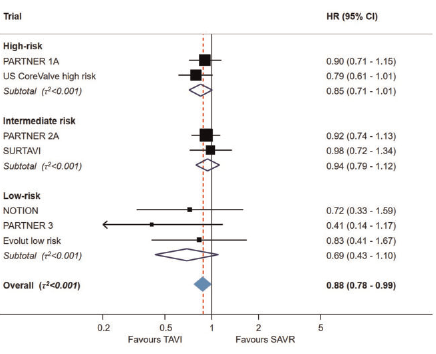 Trial HR (95% CI)
High-risk
PARTNER 1A 0.90 (0.71 - 1.15)
US CoreValve high risk 0.79 (0.61 - 1.01)
Subtotal (τ²<0.001) 0.85 (0.71 - 1.01)
Intermediate risk
PARTNER 2A 0.92 (0.74 - 1.13)
SURTAVI 0.98 (0.72 - 1.34)
Subtotal (τ²<0.001) 0.94 (0.79 - 1.12)
Low-risk
NOTION 0.72 (0.33 - 1.59)
PARTNER 3 0.41 (0.14 - 1.17)
Evolut low risk 0.83 (0.41 - 1.67)
Subtotal (τ²<0.001) 0.69 (0.43 - 1.10)
Overall (τ²<0.001) 0.88 (0.78 - 0.99)
0.2 0.5 1 2 5
Favours TAVI Favours SAVR